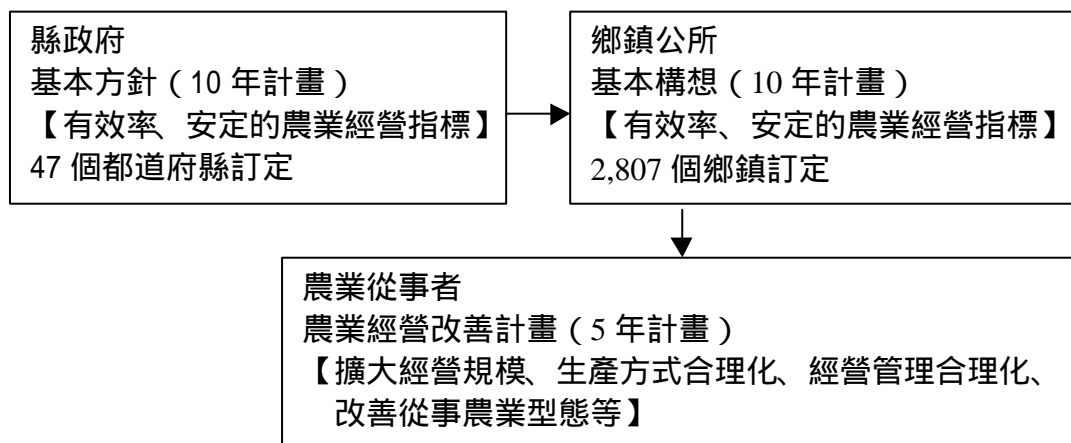 縣政府
基本方針（10 年計畫）
【有效率、安定的農業經營指標】
47 個都道府縣訂定
鄉鎮公所
基本構想（10 年計畫）
【有效率、安定的農業經營指標】
2,807 個鄉鎮訂定
農業從事者
農業經營改善計畫（5 年計畫）
【擴大經營規模、生產方式合理化、經營管理合理化、
改善從事農業型態等】